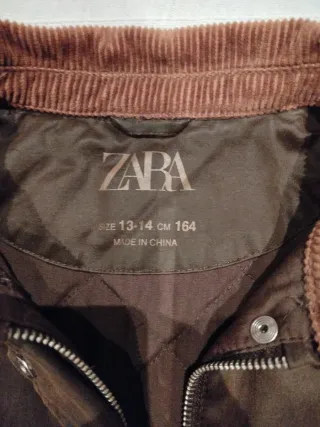 ZARA
SIZE 13-14 CM 164
MADE IN CHINA